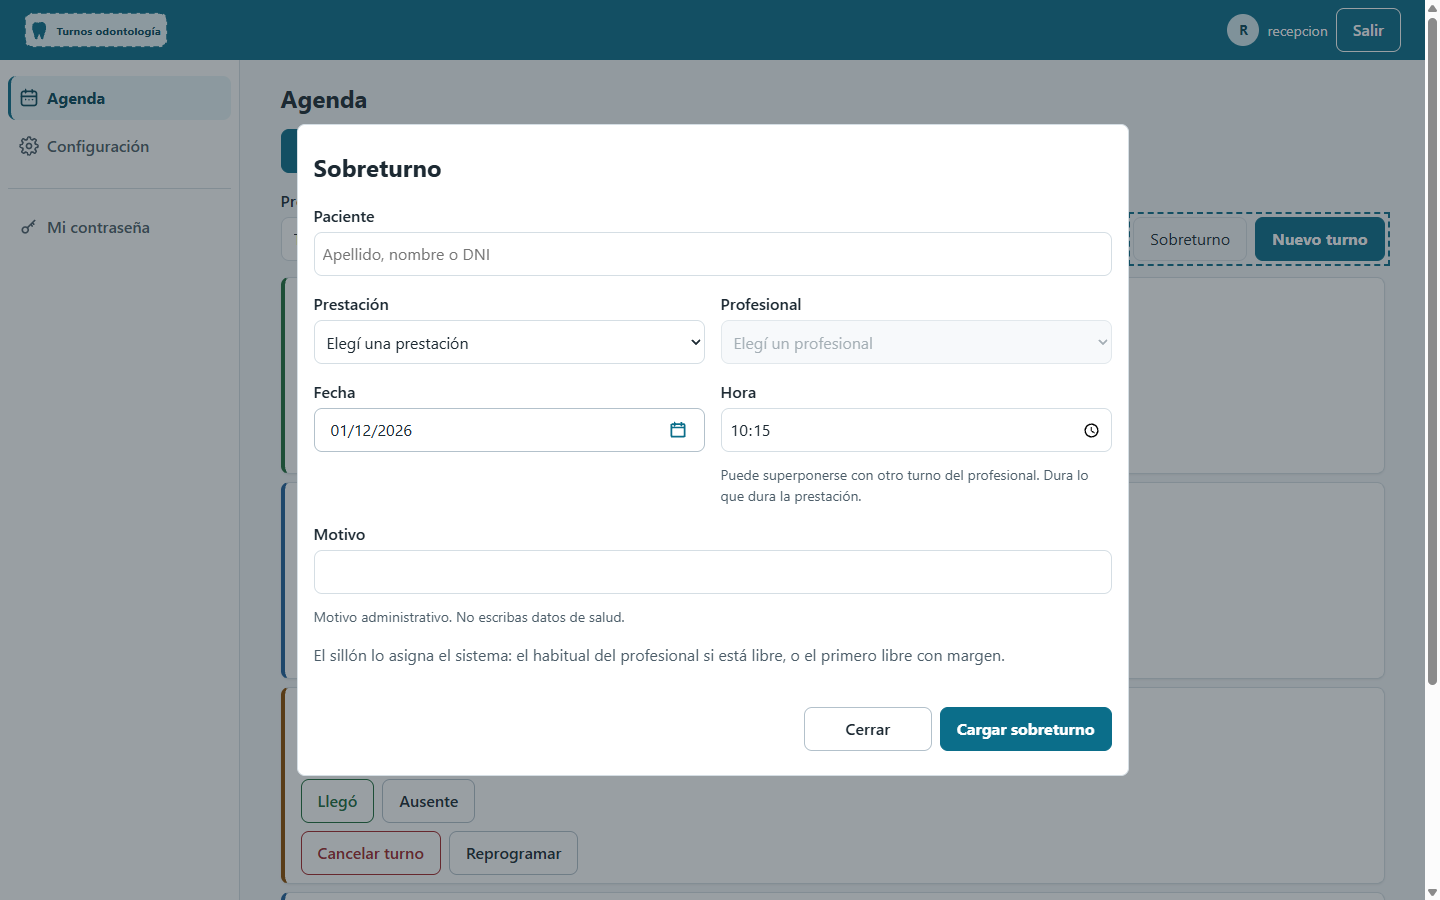 Turnos odontología
R
recepcion
Salir
Agenda
Configuración
Mi contraseña
Agenda
Sobreturno
Nuevo turno
Sobreturno
Paciente
Apellido, nombre o DNI
Prestación
Profesional
Elegí una prestación
Elegí un profesional
Fecha
Hora
01/12/2026
10:15
Puede superponerse con otro turno del profesional. Dura lo
que dura la prestación.
Motivo
Motivo administrativo. No escribas datos de salud.
El sillón lo asigna el sistema: el habitual del profesional si está libre, o el primero libre con margen.
Cerrar
Cargar sobreturno
Llegó
Ausente
Cancelar turno
Reprogramar